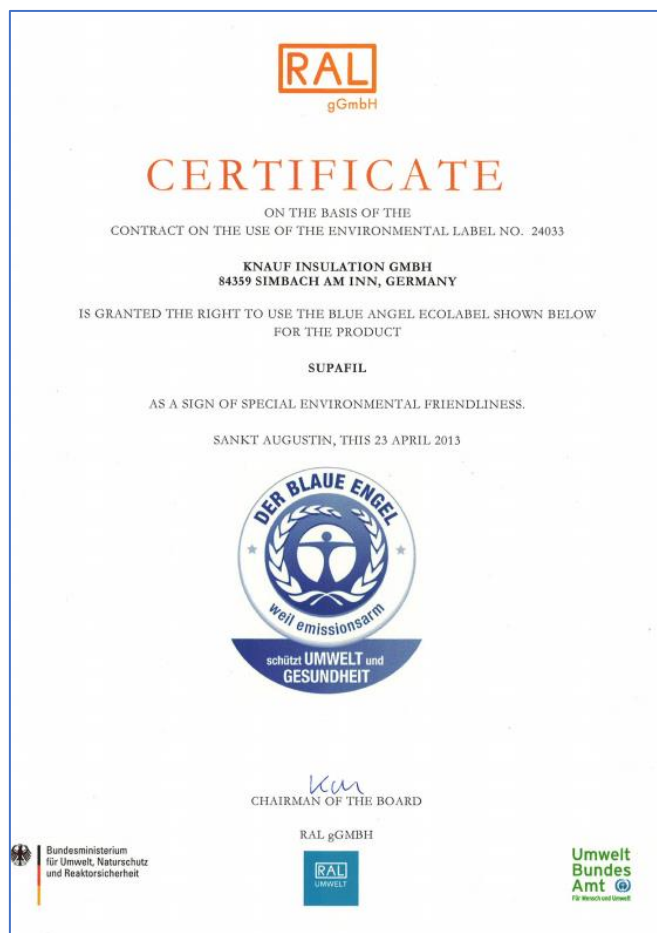 RAL
gGmbH
CERTIFICATE
ON THE BASIS OF THE
CONTRACT ON THE USE OF THE ENVIRONMENTAL LABEL NO. 24033
KNAUF INSULATION GMBH
84359 SIMBACH AM INN, GERMANY
IS GRANTED THE RIGHT TO USE THE BLUE ANGEL ECOLABEL SHOWN BELOW
FOR THE PRODUCT
SUPAFIL
AS A SIGN OF SPECIAL ENVIRONMENTAL FRIENDLINESS.
SANKT AUGUSTIN, THIS 23 APRIL 2013
DER BLAUE ENGEL
weil emissionsarm
schützt UMWELT und
GESUNDHEIT
CHAIRMAN OF THE BOARD
RAL gGMBH
RAL
UMWELT
Bundesministerium
für Umwelt, Naturschutz
und Reaktorsicherheit
Umwelt
Bundes
Amt
Für Mensch und Umwelt